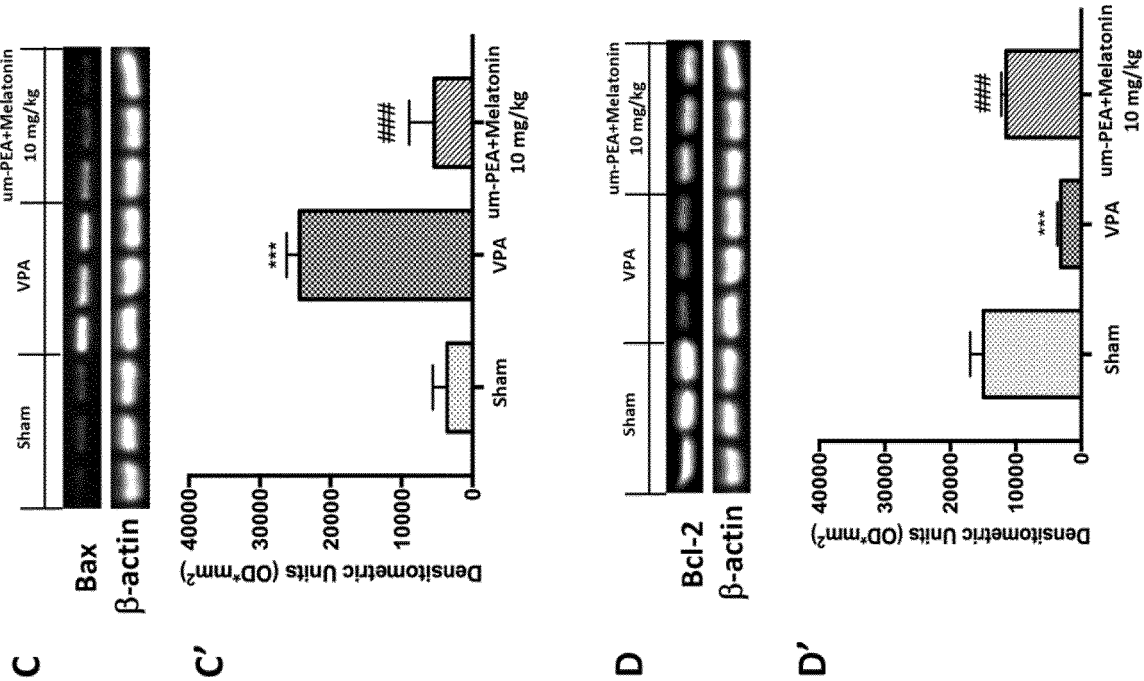 C
Sham VPA um-PEA+Melatonin
10 mg/kg
Bax
β-actin
C'
Densitometric Units (OD*mm²)
40000
30000
20000
10000
0
***
###
Sham VPA um-PEA+Melatonin
10 mg/kg
D
Sham VPA um-PEA+Melatonin
10 mg/kg
Bcl-2
β-actin
D'
Densitometric Units (OD*mm²)
40000
30000
20000
10000
0
***
###
Sham VPA um-PEA+Melatonin
10 mg/kg